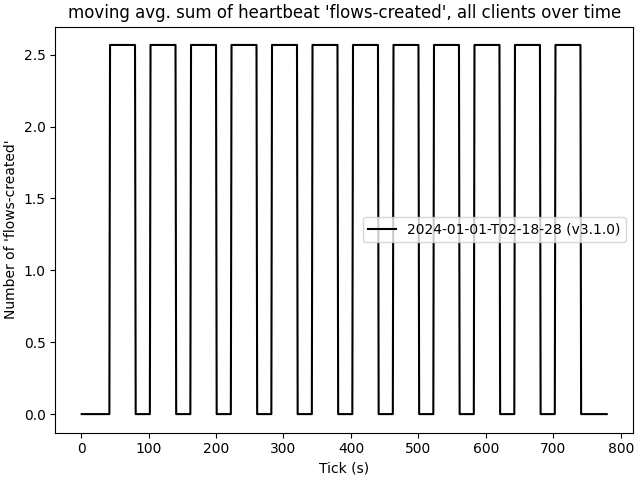 moving avg. sum of heartbeat 'flows-created', all clients over time
Number of 'flows-created'
2.5
2.0
1.5
1.0
0.5
0.0
2024-01-01-T02-18-28 (v3.1.0)
0 100 200 300 400 500 600 700 800
Tick (s)